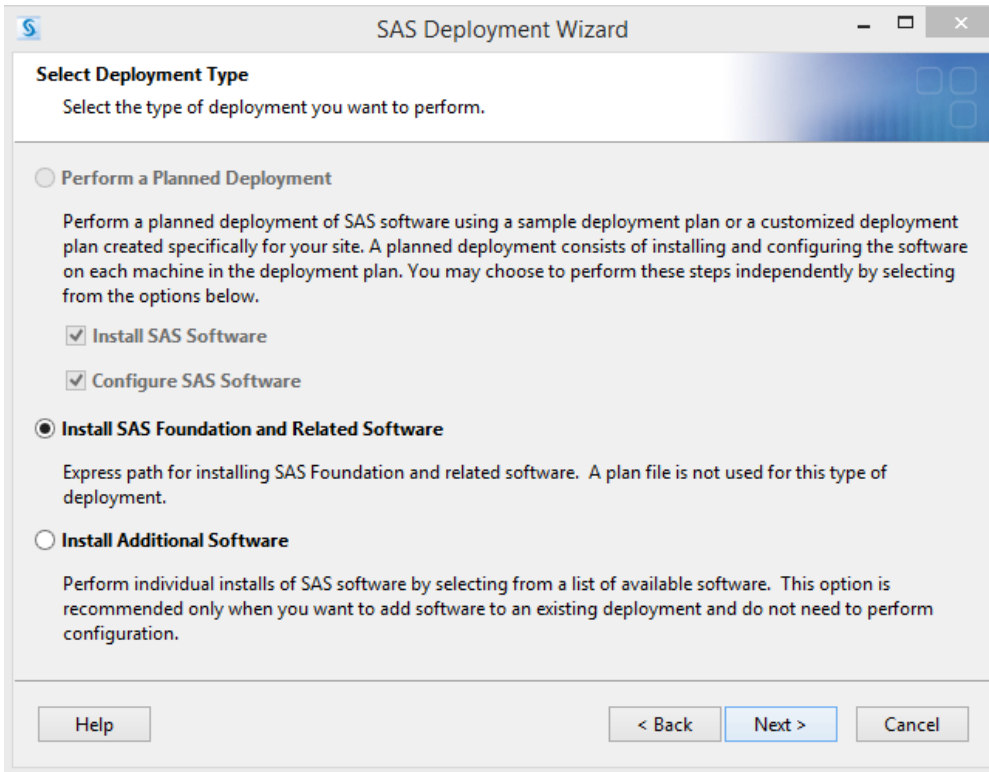 SAS Deployment Wizard
Select Deployment Type
Select the type of deployment you want to perform.
Perform a Planned Deployment
Perform a planned deployment of SAS software using a sample deployment plan or a customized deployment
plan created specifically for your site. A planned deployment consists of installing and configuring the software
on each machine in the deployment plan. You may choose to perform these steps independently by selecting
from the options below.
Install SAS Software
Configure SAS Software
Install SAS Foundation and Related Software
Express path for installing SAS Foundation and related software.  A plan file is not used for this type of
deployment.
Install Additional Software
Perform individual installs of SAS software by selecting from a list of available software.  This option is
recommended only when you want to add software to an existing deployment and do not need to perform
configuration.
Help
< Back
Next >
Cancel